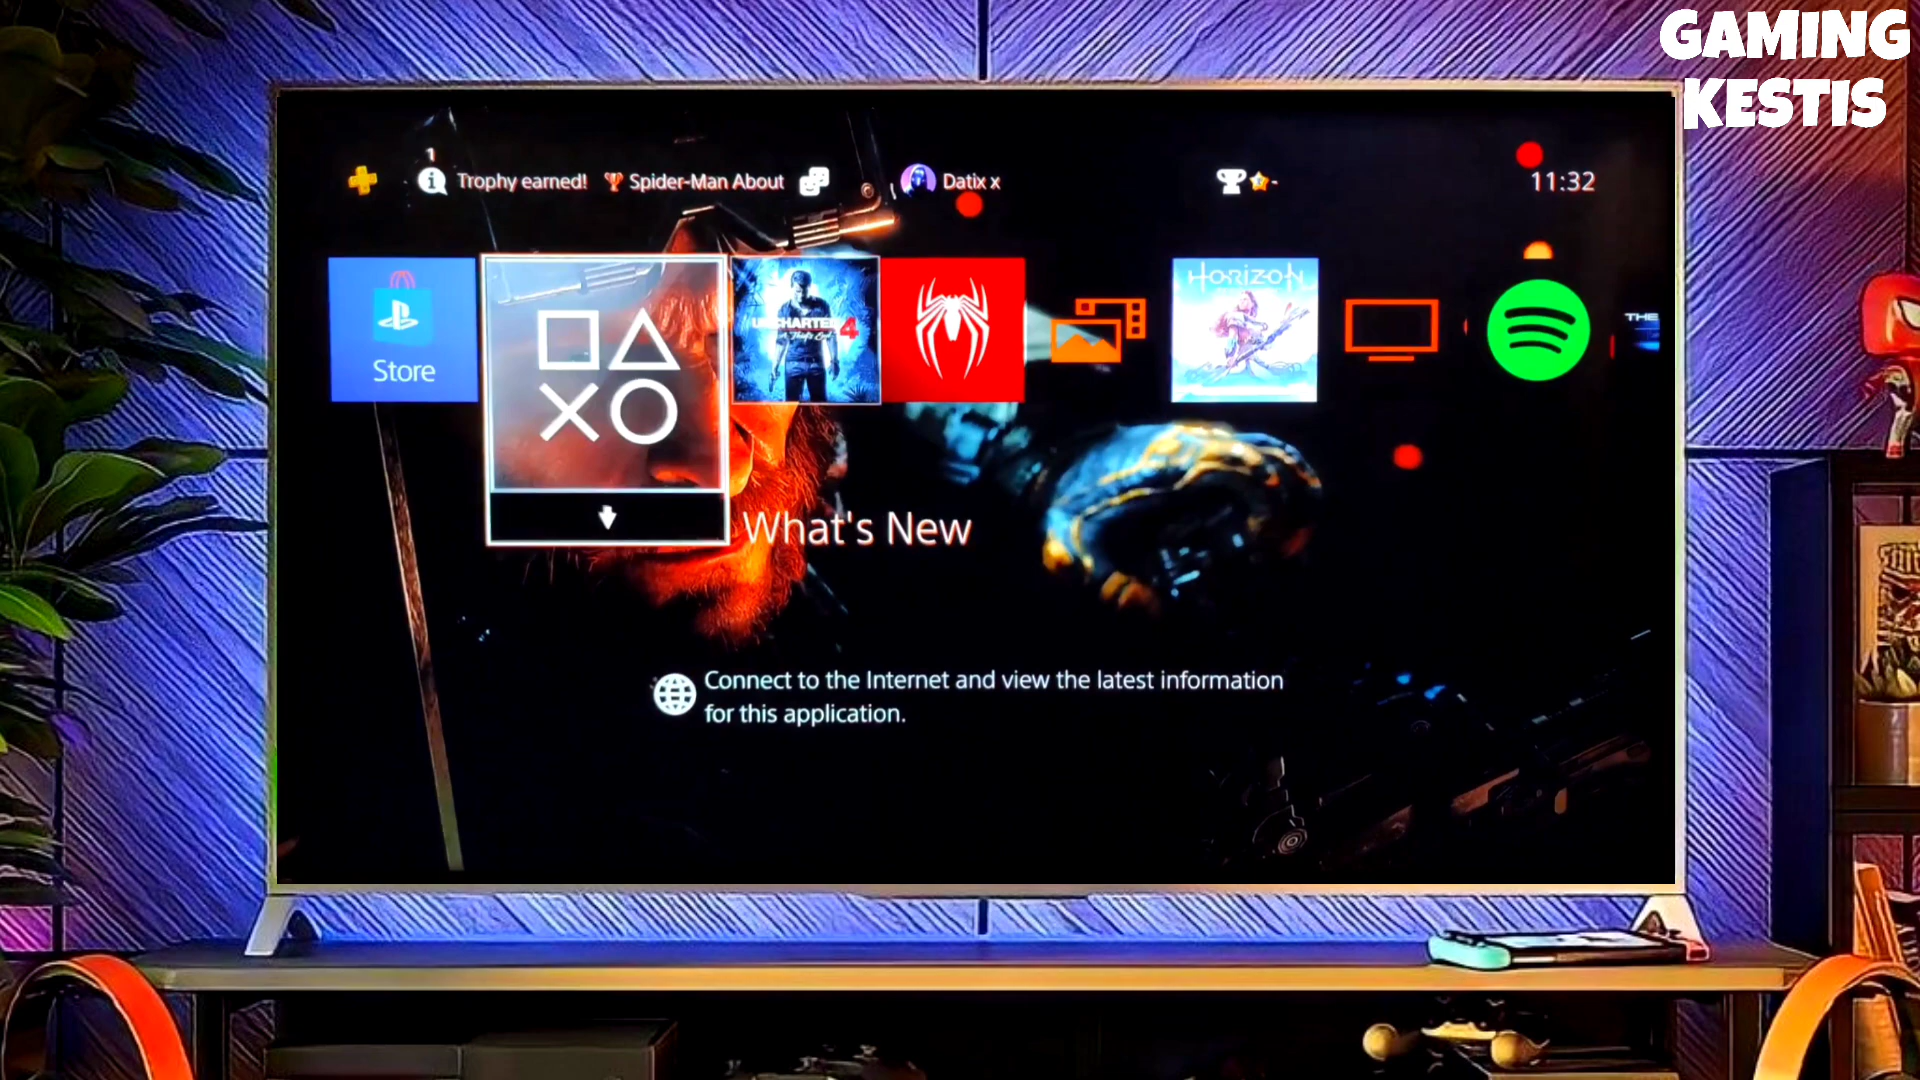 GAMING
KESTIS
1
Trophy earned! Spider-Man About
Datix x
11:32
Store
UNCHARTED
4
HORIZON
THE
What's New
Connect to the Internet and view the latest information
for this application.